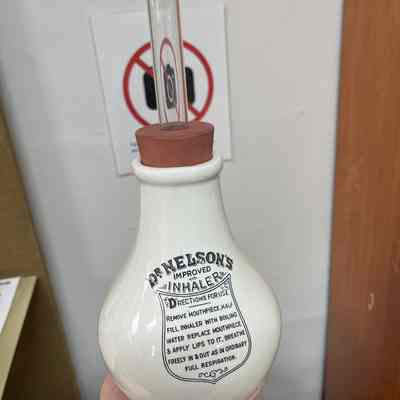 DR NELSON'S
IMPROVED
INHALER
DIRECTIONS FOR USE
REMOVE MOUTHPIECE, HALF
FILL INHALER WITH BOILING
WATER REPLACE MOUTHPIECE
& APPLY LIPS TO IT, BREATHE
FREELY IN & OUT AS IN ORDINARY
FULL RESPIRATION.